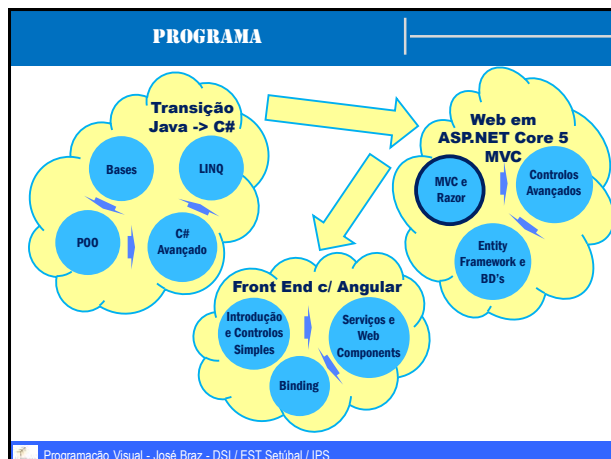 PROGRAMA
Transição
Java -> C#
Bases
LINQ
POO
C#
Avançado
Web em
ASP.NET Core 5
MVC
MVC e
Razor
Controlos
Avançados
Entity
Framework e
BD's
Front End c/ Angular
Introdução
e Controlos
Simples
Serviços e
Web
Components
Binding
Programação Visual - José Braz - DSI / EST Setúbal / IPS